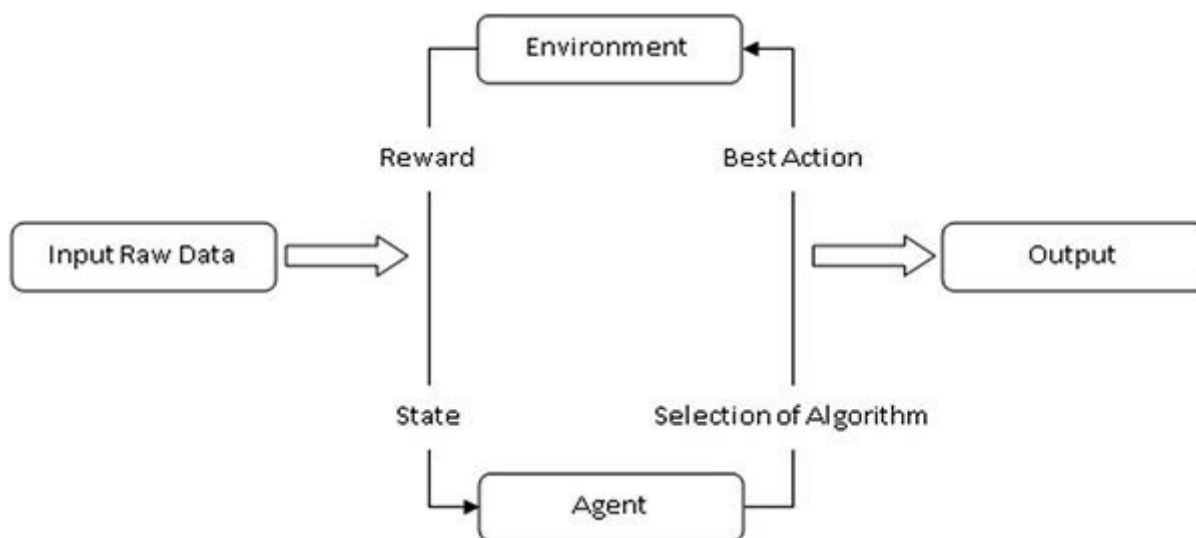 Environment
Reward
Best Action
Input Raw Data
Output
State
Selection of Algorithm
Agent